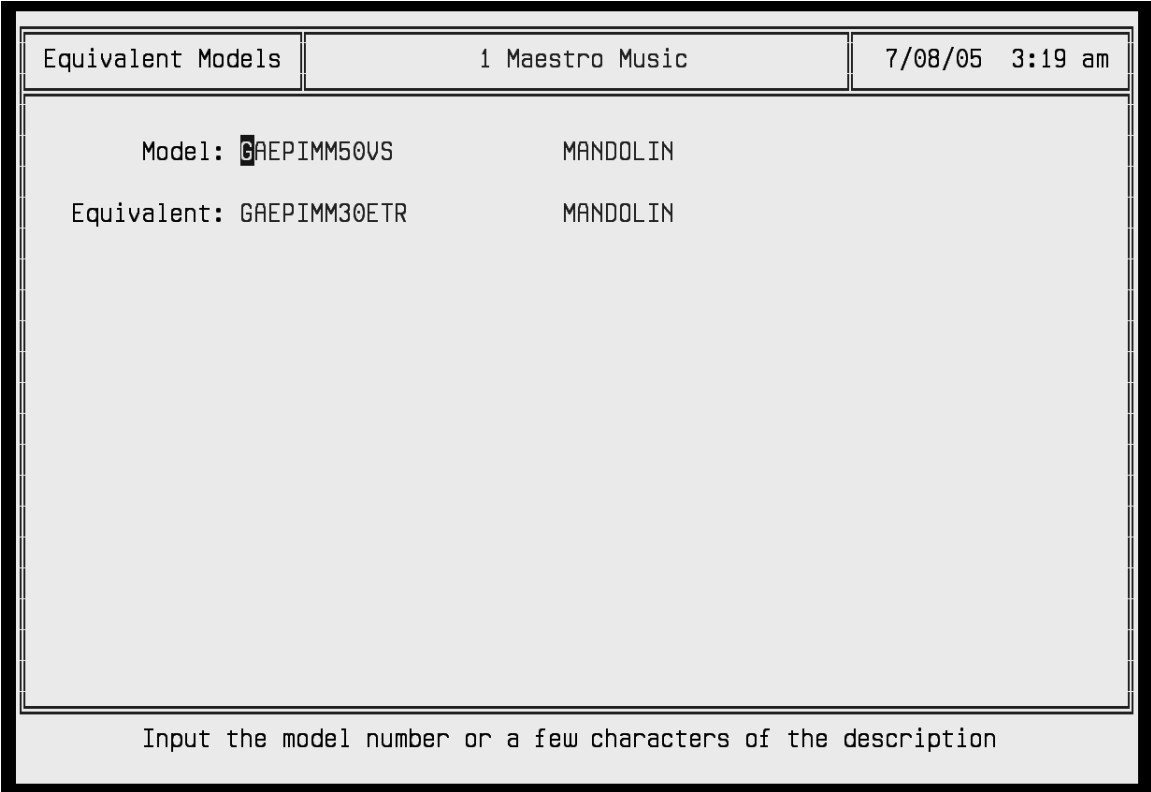 Equivalent Models 1 Maestro Music 7/08/05 3:19 am
Model: GAEPIMM50VS MANDOLIN
Equivalent: GAEPIMM30ETR MANDOLIN
Input the model number or a few characters of the description